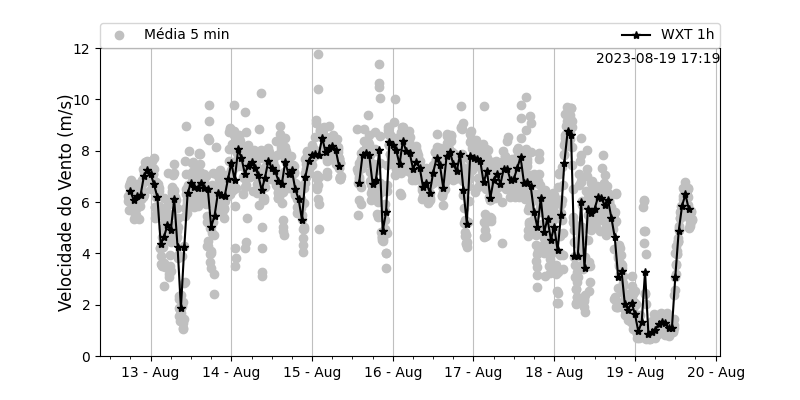 Média 5 min
WXT 1h
2023-08-19 17:19
Velocidade do Vento (m/s)
12
10
8
6
4
2
0
13 - Aug 14 - Aug 15 - Aug 16 - Aug 17 - Aug 18 - Aug 19 - Aug 20 - Aug